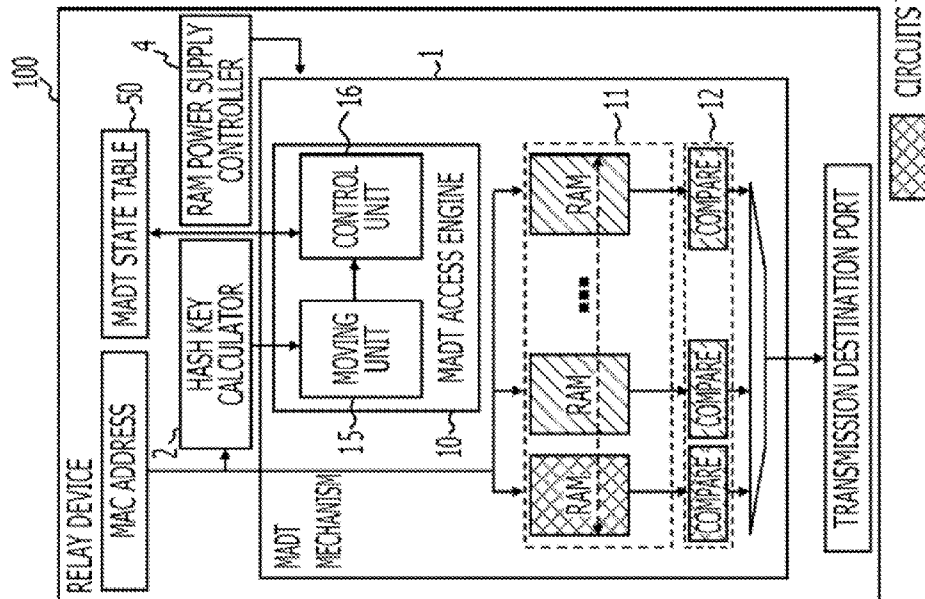 100
RELAY DEVICE
MAC ADDRESS
MADT STATE TABLE
50
2
HASH KEY
CALCULATOR
4
RAM POWER SUPPLY
CONTROLLER
1
MADT
MECHANISM
10
15
MOVING
UNIT
CONTROL
UNIT
16
MADT ACCESS ENGINE
RAM
RAM
RAM
11
COMPARE
COMPARE
COMPARE
12
TRANSMISSION DESTINATION PORT
CIRCUITS